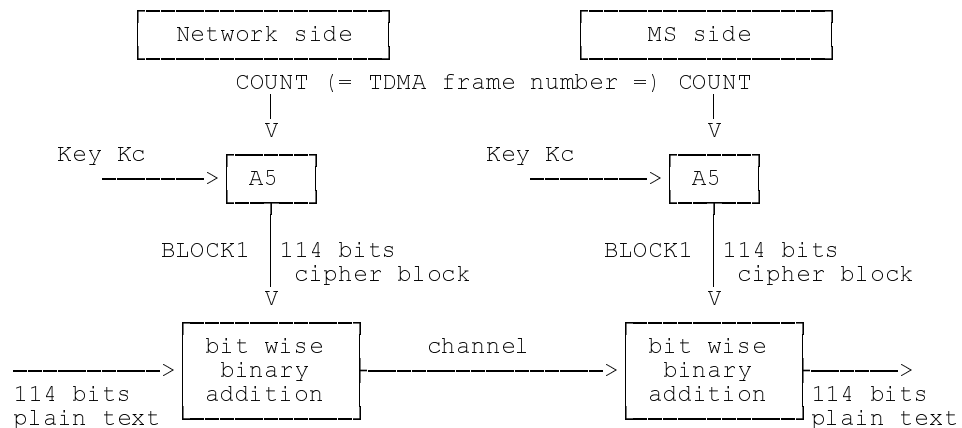 Network side
MS side
COUNT (= TDMA frame number =) COUNT
V
V
Key Kc
Key Kc
> A5
> A5
BLOCK1
114 bits
cipher block
BLOCK1
114 bits
cipher block
V
V
bit wise
binary
addition
channel
bit wise
binary
addition
>
>
>
114 bits
plain text
114 bits
plain text